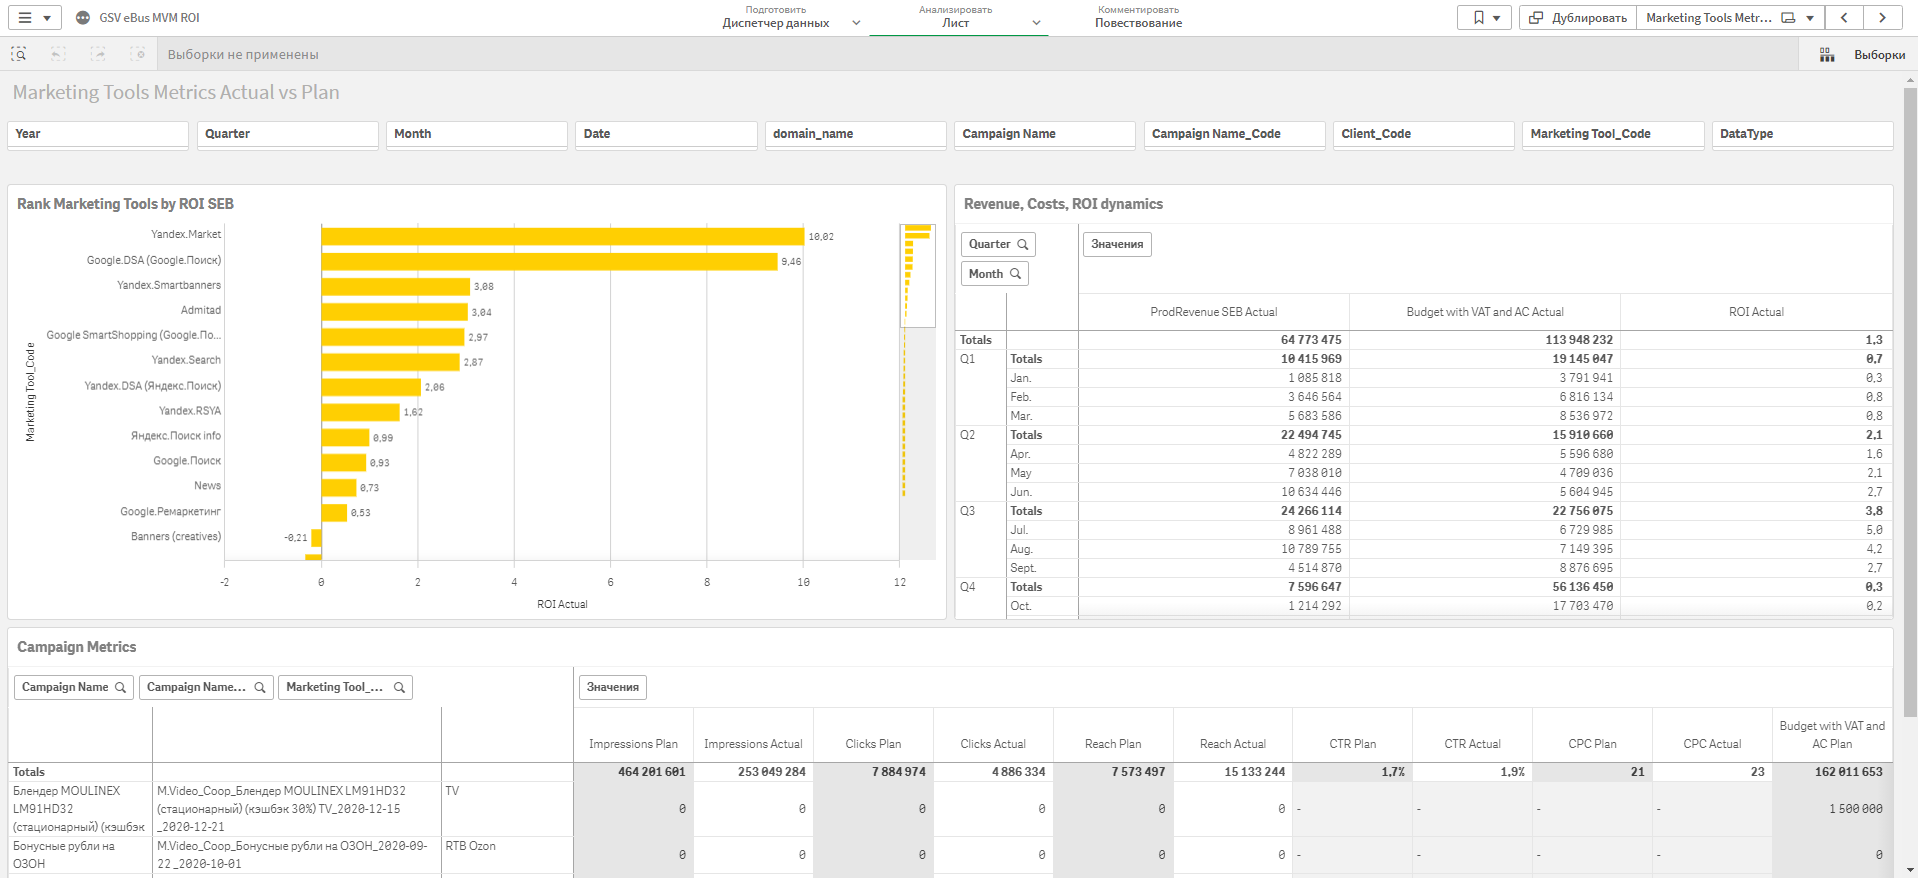 GSV eBus MVM ROI
Подготовить
Диспетчер данных
Анализировать
Лист
Комментировать
Повествование
Дублировать
Marketing Tools Metr...
Выборки не применены
Выборки
Marketing Tools Metrics Actual vs Plan
Year Quarter Month Date domain_name Campaign Name Campaign Name_Code Client_Code Marketing Tool_Code DataType
Rank Marketing Tools by ROI SEB
Marketing Tool_Code
Yandex.Market 10,02
Google.DSA (Google.Поиск) 9,46
Yandex.Smartbanners 3,08
Admitad 3,04
Google SmartShopping (Google.По... 2,97
Yandex.Search 2,87
Yandex.DSA (Яндекс.Поиск) 2,06
Yandex.RSYA 1,62
Яндекс.Поиск info 0,99
Google.Поиск 0,93
News 0,73
Google.Ремаркетинг 0,53
Banners (creatives) -0,21
-2 0 2 4 6 8 10 12
ROI Actual
Revenue, Costs, ROI dynamics
Quarter
Значения
Month
ProdRevenue SEB Actual Budget with VAT and AC Actual ROI Actual
Totals 64 773 475 113 948 232 1,3
Q1 Totals 10 415 969 19 145 047 0,7
Jan. 1 085 818 3 791 941 0,3
Feb. 3 646 564 6 816 134 0,8
Mar. 5 683 586 8 536 972 0,8
Q2 Totals 22 494 745 15 910 660 2,1
Apr. 4 822 289 5 596 680 1,6
May 7 038 010 4 709 036 2,1
Jun. 10 634 446 5 604 945 2,7
Q3 Totals 24 266 114 22 756 075 3,8
Jul. 8 961 488 6 729 985 5,0
Aug. 10 789 755 7 149 395 4,2
Sept. 4 514 870 8 876 695 2,7
Q4 Totals 7 596 647 56 136 450 0,3
Oct. 1 214 292 17 703 470 0,2
Campaign Metrics
Campaign Name Campaign Name... Marketing Tool_... Значения
Impressions Plan Impressions Actual Clicks Plan Clicks Actual Reach Plan Reach Actual CTR Plan CTR Actual CPC Plan CPC Actual Budget with VAT and AC Plan
Totals 464 201 601 253 049 284 7 884 974 4 886 334 7 573 497 15 133 244 1,7% 1,9% 21 23 162 011 653
Блендер MOULINEX M.Video_Coop_Блендер MOULINEX LM91HD32 TV
LM91HD32 (стационарный) (кэшбэк 30%) TV_2020-12-15 0 0 0 0 0 0 - - - - 1 500 000
(стационарный) (кэшбэк _2020-12-21
Бонусные рубли на M.Video_Coop_Бонусные рубли на ОЗОН_2020-09- RTB Ozon
ОЗОН 22_2020-10-01 0 0 0 0 0 0 - - - - 0